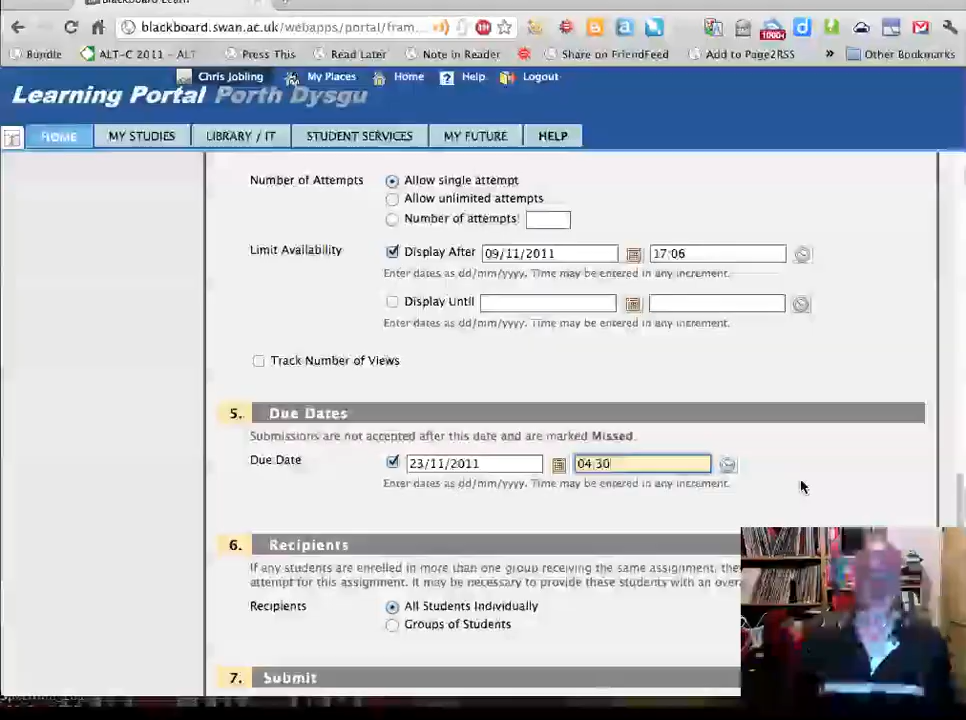 blackboard.swan.ac.uk/webapps/portal/fram...
Bundle ALT-C 2011 - ALT Press This Read Later Note in Reader Share on FriendFeed Add to Page2RSS » Other Bookmarks
Chris Jobling My Places Home Help Logout
Learning Portal Porth Dysgu
HOME MY STUDIES LIBRARY / IT STUDENT SERVICES MY FUTURE HELP
Number of Attempts Allow single attempt
Allow unlimited attempts
Number of attempts:
Limit Availability Display After 09/11/2011 17:06
Enter dates as dd/mm/yyyy. Time may be entered in any increment.
Display Until
Enter dates as dd/mm/yyyy. Time may be entered in any increment.
Track Number of Views
5. Due Dates
Submissions are not accepted after this date and are marked Missed.
Due Date 23/11/2011 04:30
Enter dates as dd/mm/yyyy. Time may be entered in any increment.
6. Recipients
If any students are enrolled in more than one group receiving the same assignment, they
attempt for this assignment. It may be necessary to provide these students with an over
Recipients All Students Individually
Groups of Students
7. Submit